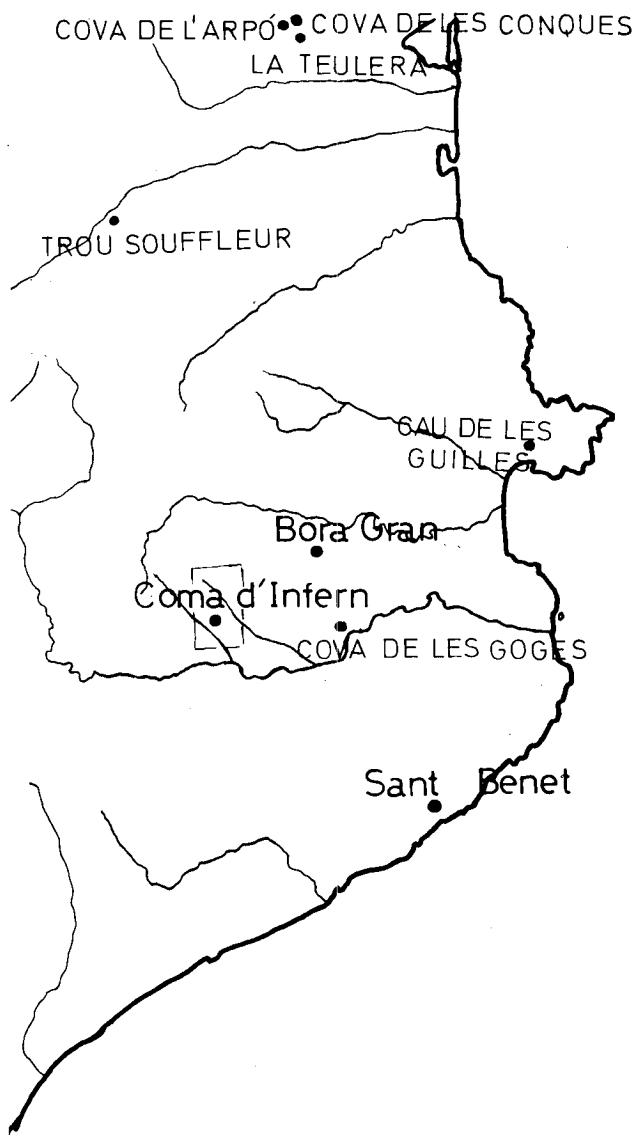 COVA DE L'ARPÓ
COVA DE LES CONQUES
LA TEULERA
TROU SOUFFLEUR
CAU DE LES
GUILLES
Bora Gran
Coma d'Infern
COVA DE LES GOGES
Sant Benet